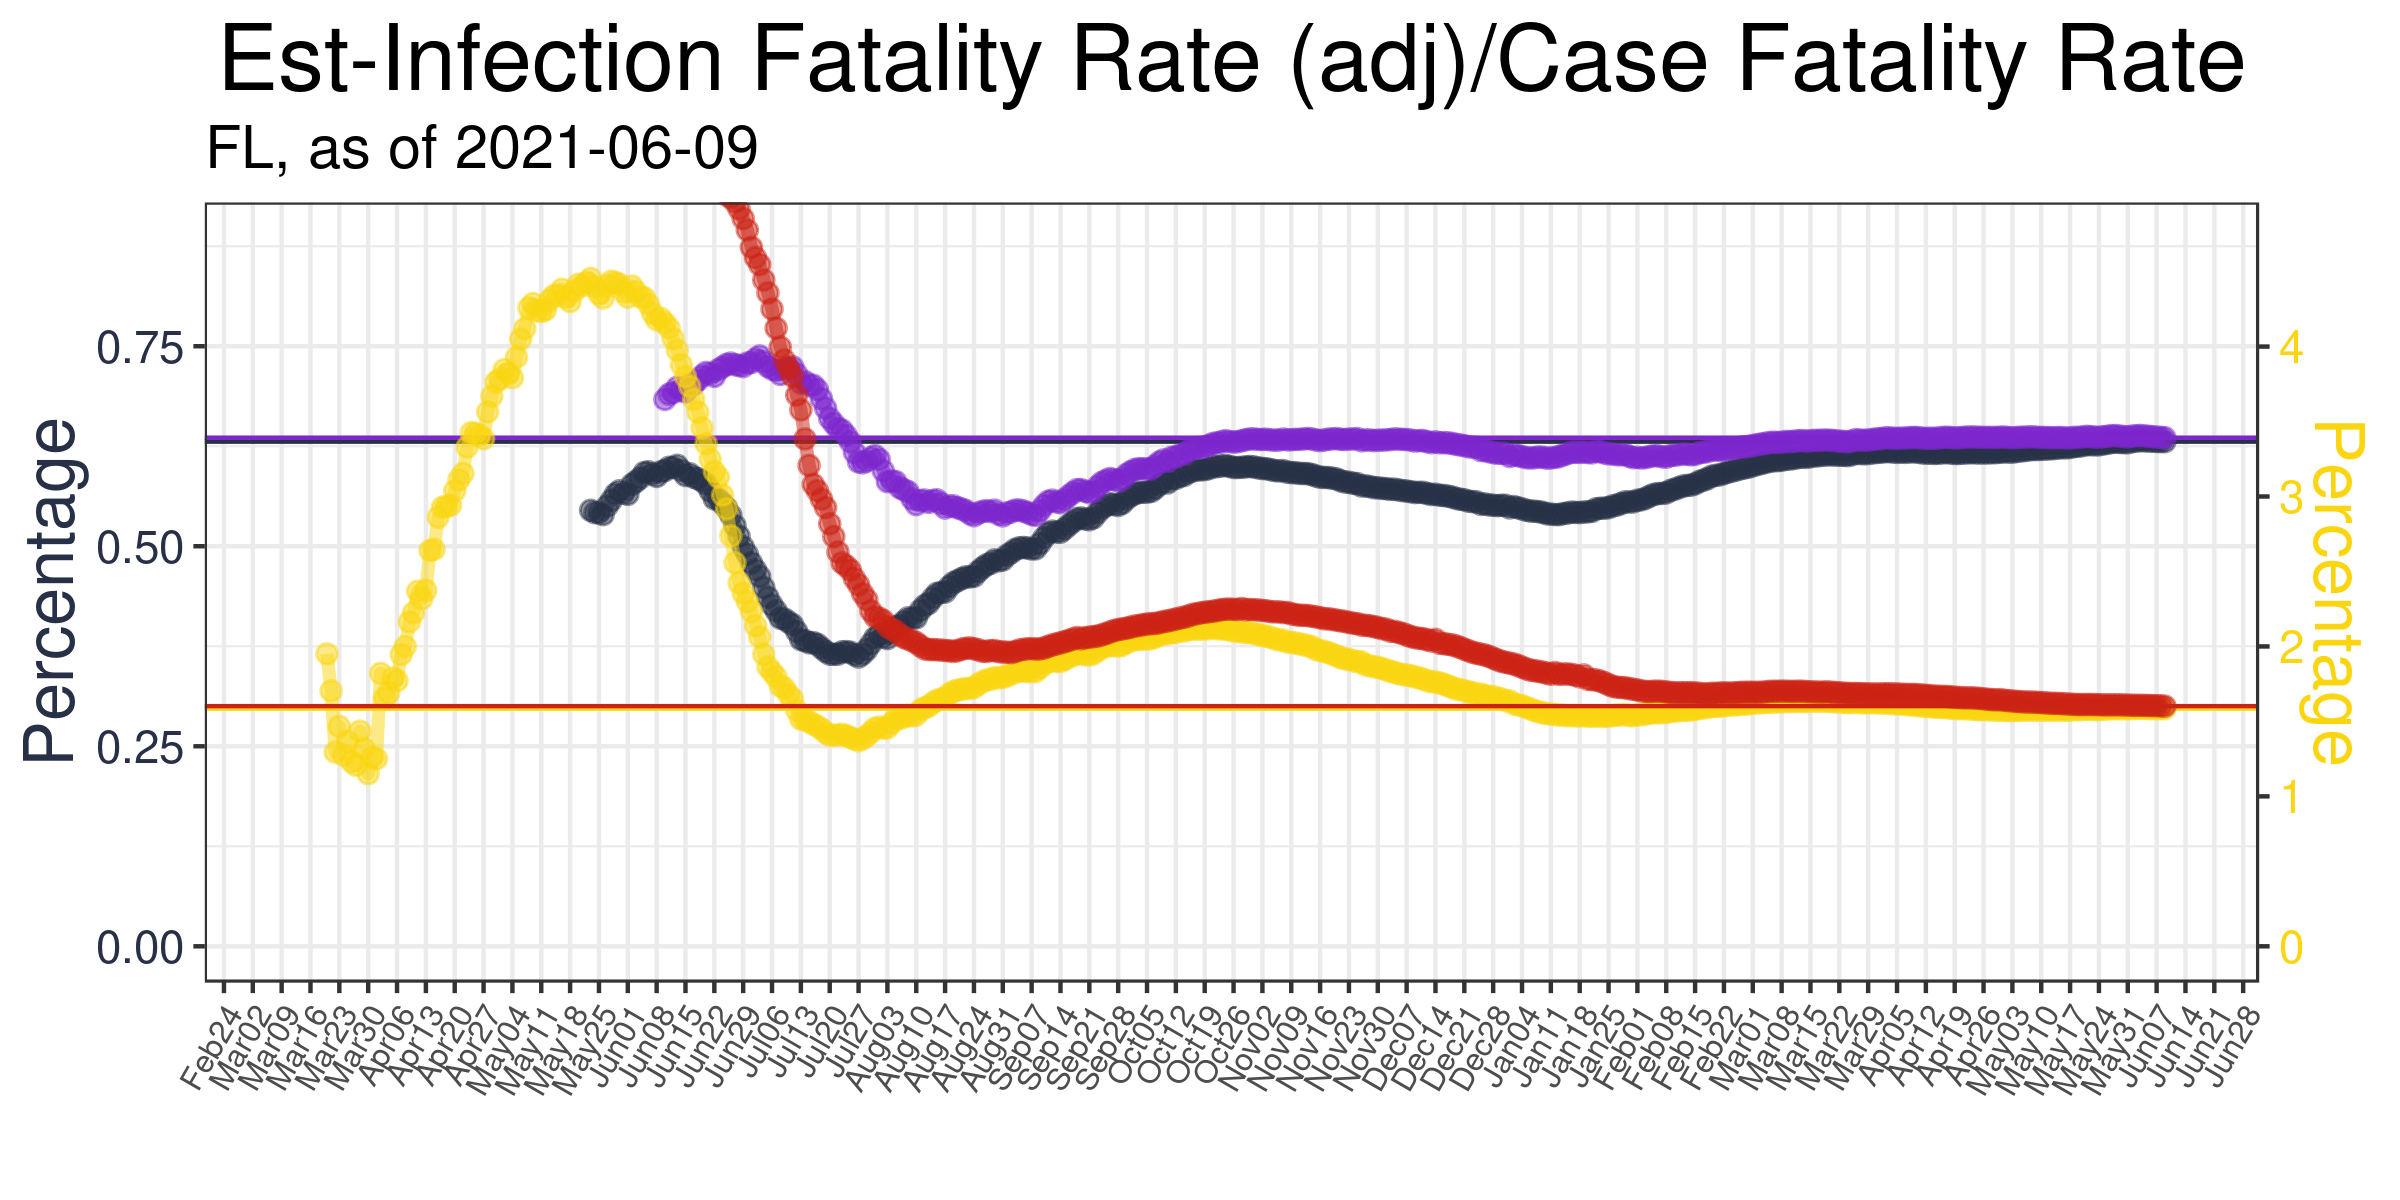 Est-Infection Fatality Rate (adj)/Case Fatality Rate
FL, as of 2021-06-09
Percentage
0.75
0.50
0.25
0.00
4
3
2
1
0
Percentage
Feb24
Mar02
Mar09
Mar16
Mar23
Mar30
Apr06
Apr13
Apr20
Apr27
May04
May11
May18
May25
Jun01
Jun08
Jun15
Jun22
Jun29
Jul06
Jul13
Jul20
Jul27
Aug03
Aug10
Aug17
Aug24
Aug31
Sep07
Sep14
Sep21
Sep28
Oct05
Oct12
Oct19
Oct26
Nov02
Nov09
Nov16
Nov23
Nov30
Dec07
Dec14
Dec21
Dec28
Jan04
Jan11
Jan18
Jan25
Feb01
Feb08
Feb15
Feb22
Mar01
Mar08
Mar15
Mar22
Mar29
Apr05
Apr12
Apr19
Apr26
May03
May10
May17
May24
May31
Jun07
Jun14
Jun21
Jun28